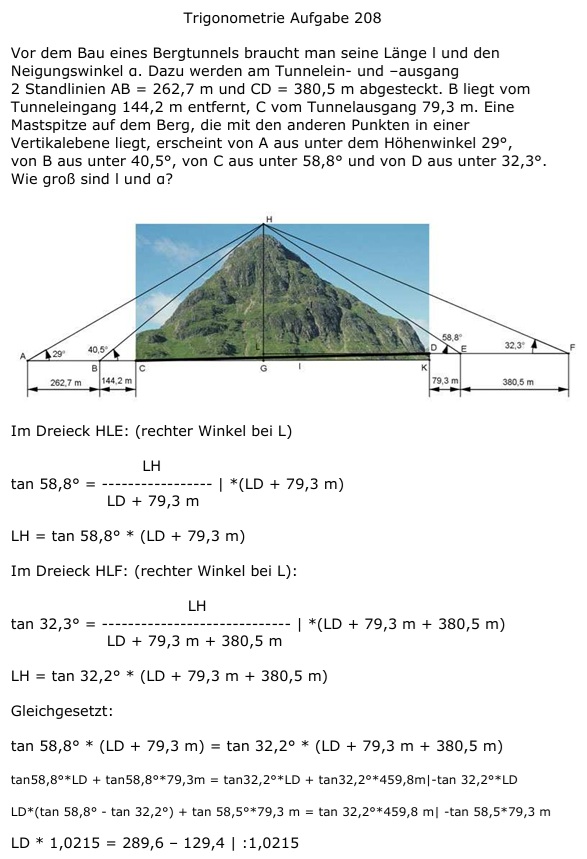 Trigonometrie Aufgabe 208
Vor dem Bau eines Bergtunnels braucht man seine Länge l und den
Neigungswinkel α. Dazu werden am Tunnelein- und –ausgang
2 Standlinien AB = 262,7 m und CD = 380,5 m abgesteckt. B liegt vom
Tunneleingang 144,2 m entfernt, C vom Tunnelausgang 79,3 m. Eine
Mastspitze auf dem Berg, die mit den anderen Punkten in einer
Vertikalebene liegt, erscheint von A aus unter dem Höhenwinkel 29°,
von B aus unter 40,5°, von C aus unter 58,8° und von D aus unter 32,3°.
Wie groß sind l und α?
H
A 29° 40,5° L D 58,8° E 32,3° F
B C G l K
262,7 m 144,2 m 79,3 m 380,5 m
Im Dreieck HLE: (rechter Winkel bei L)
LH
tan 58,8° = ----------------- | *(LD + 79,3 m)
LD + 79,3 m
LH = tan 58,8° * (LD + 79,3 m)
Im Dreieck HLF: (rechter Winkel bei L):
LH
tan 32,3° = ----------------------------- | *(LD + 79,3 m + 380,5 m)
LD + 79,3 m + 380,5 m
LH = tan 32,2° * (LD + 79,3 m + 380,5 m)
Gleichgesetzt:
tan 58,8° * (LD + 79,3 m) = tan 32,2° * (LD + 79,3 m + 380,5 m)
tan58,8°*LD + tan58,8°*79,3m = tan32,2°*LD + tan32,2°*459,8m|-tan 32,2°*LD
LD*(tan 58,8° - tan 32,2°) + tan 58,5°*79,3 m = tan 32,2°*459,8 m| -tan 58,5*79,3 m
LD * 1,0215 = 289,6 – 129,4 | :1,0215